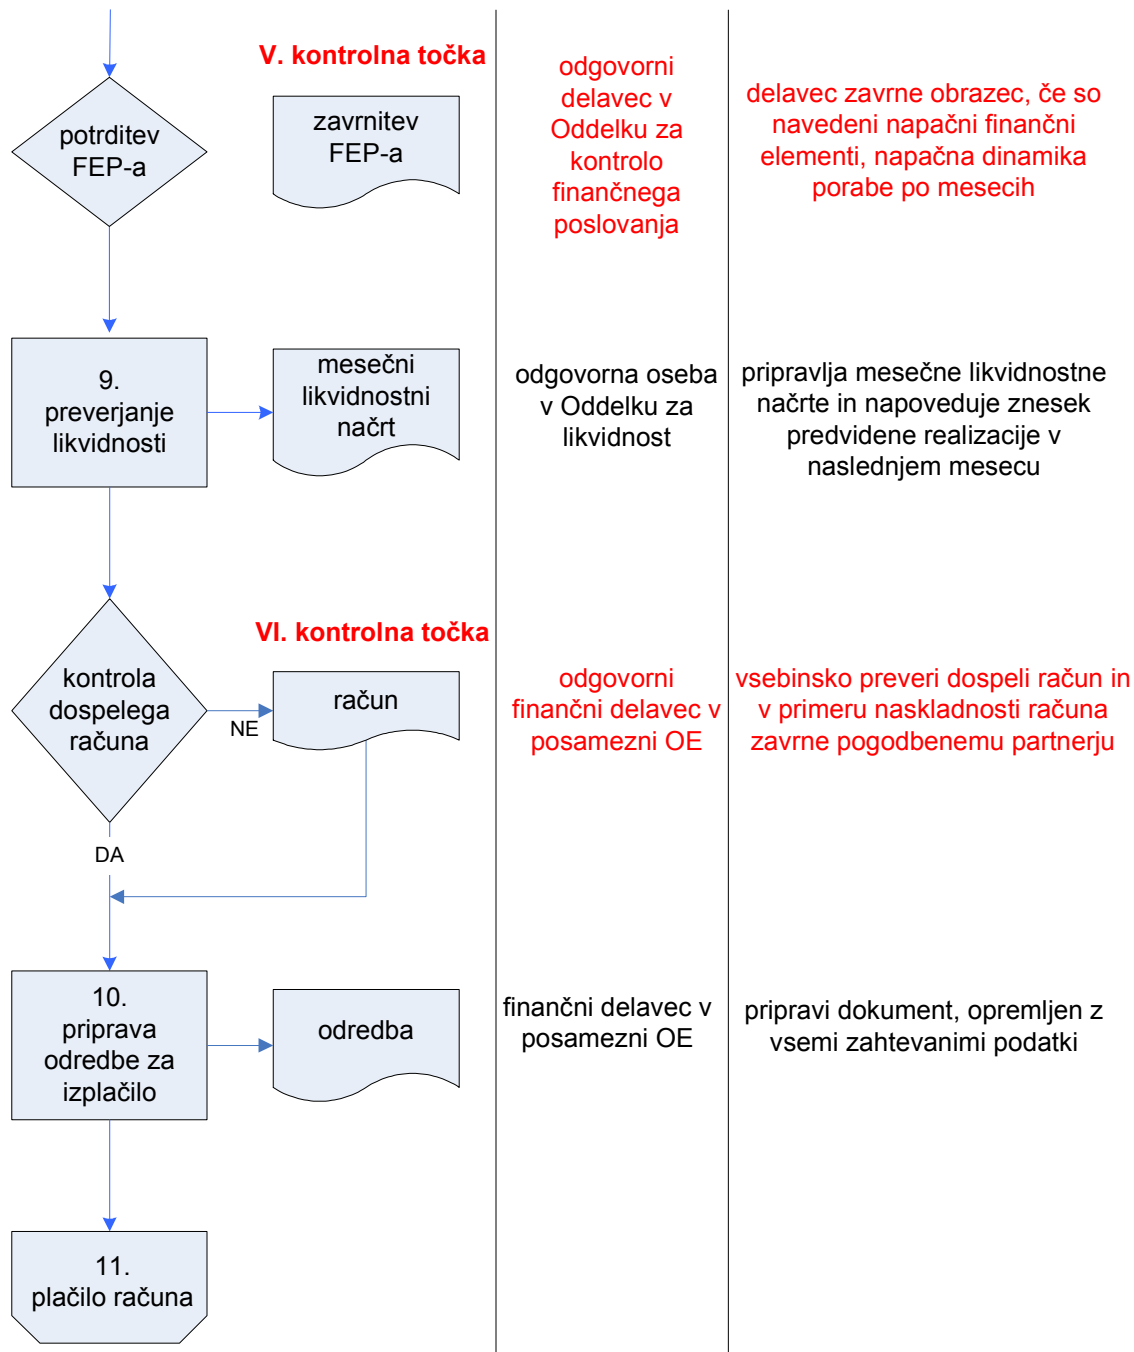 V. kontrolna točka
potrditev
FEP-a
zavrnitev
FEP-a
odgovorni
delavec v
Oddelku za
kontrolo
finančnega
poslovanja
delavec zavrne obrazec, če so
navedeni napačni finančni
elementi, napačna dinamika
porabe po mesecih
9.
preverjanje
likvidnosti
mesečni
likvidnostni
načrt
odgovorna oseba
v Oddelku za
likvidnost
pripravlja mesečne likvidnostne
načrte in napoveduje znesek
predvidene realizacije v
naslednjem mesecu
VI. kontrolna točka
kontrola
dospelega
računa
NE
račun
odgovorni
finančni delavec v
posamezni OE
vsebinsko preveri dospeli račun in
v primeru naskladnosti računa
zavrne pogodbenemu partnerju
DA
10.
priprava
odredbe za
izplačilo
odredba
finančni delavec v
posamezni OE
pripravi dokument, opremljen z
vsemi zahtevanimi podatki
11.
plačilo računa